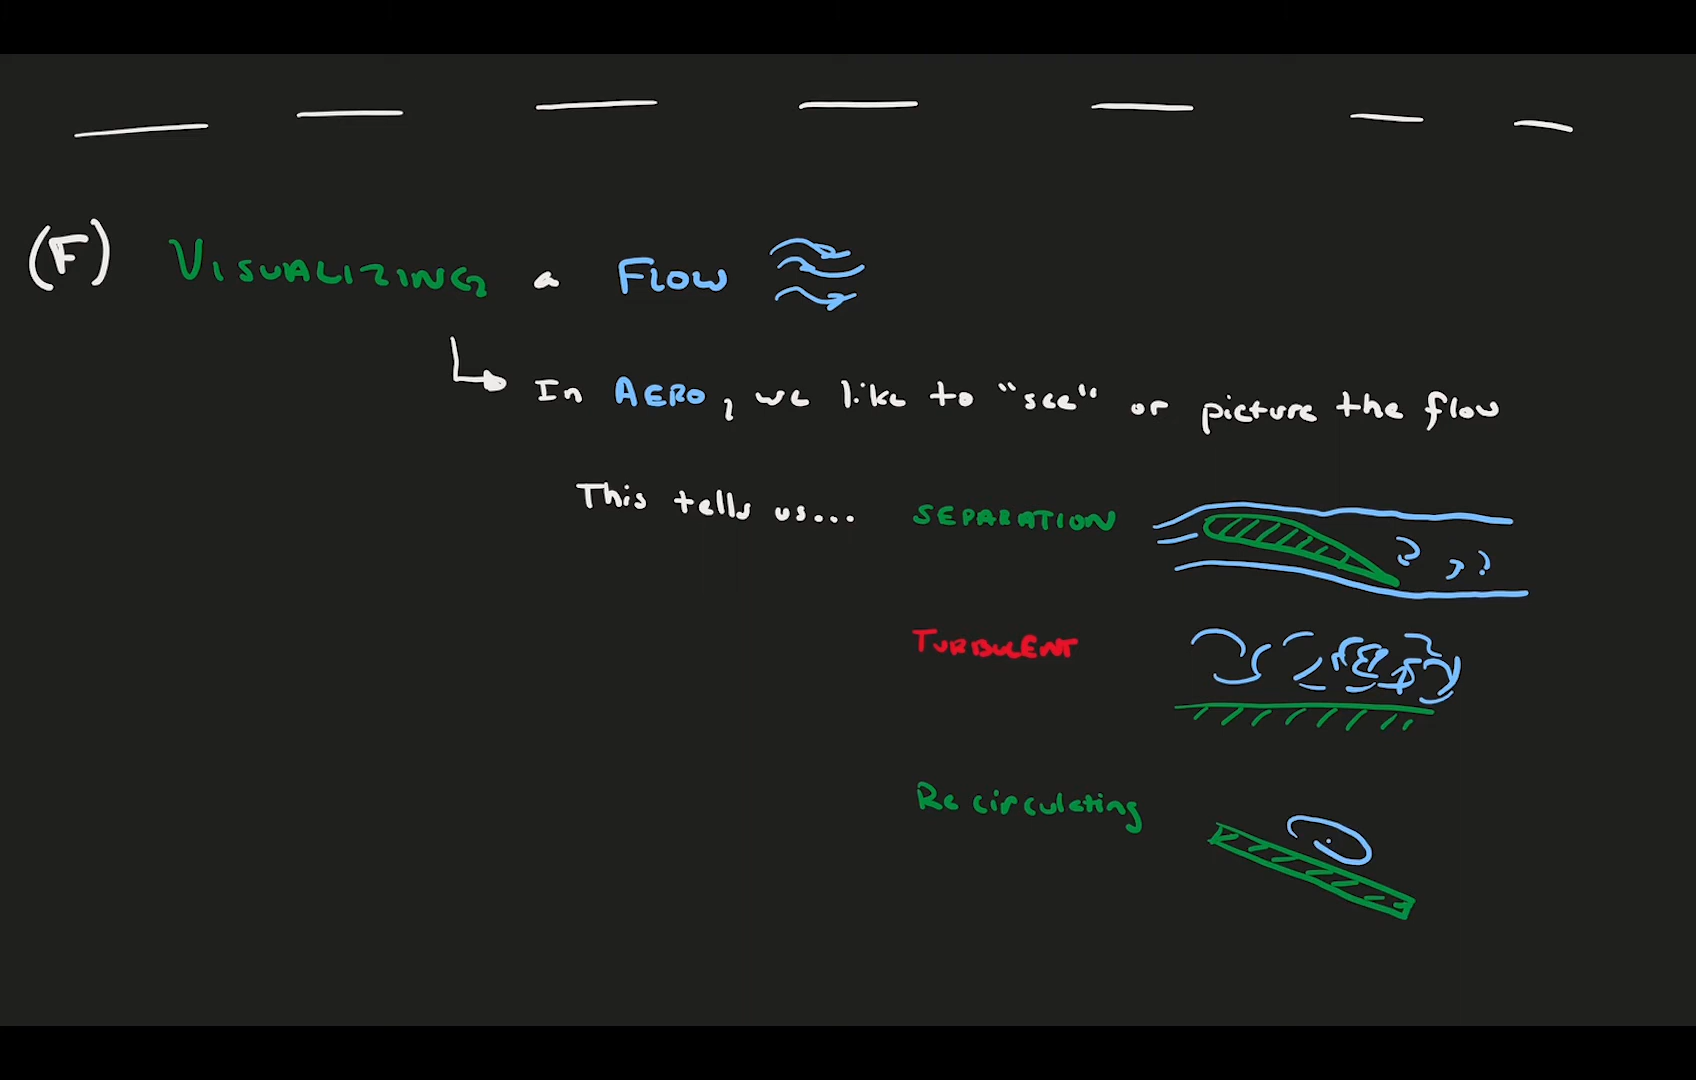 (F) VISUALIZING a FLOW
In AERO, we like to "see" or picture the flow
This tells us... SEPARATION
TURBULENT
Recirculating